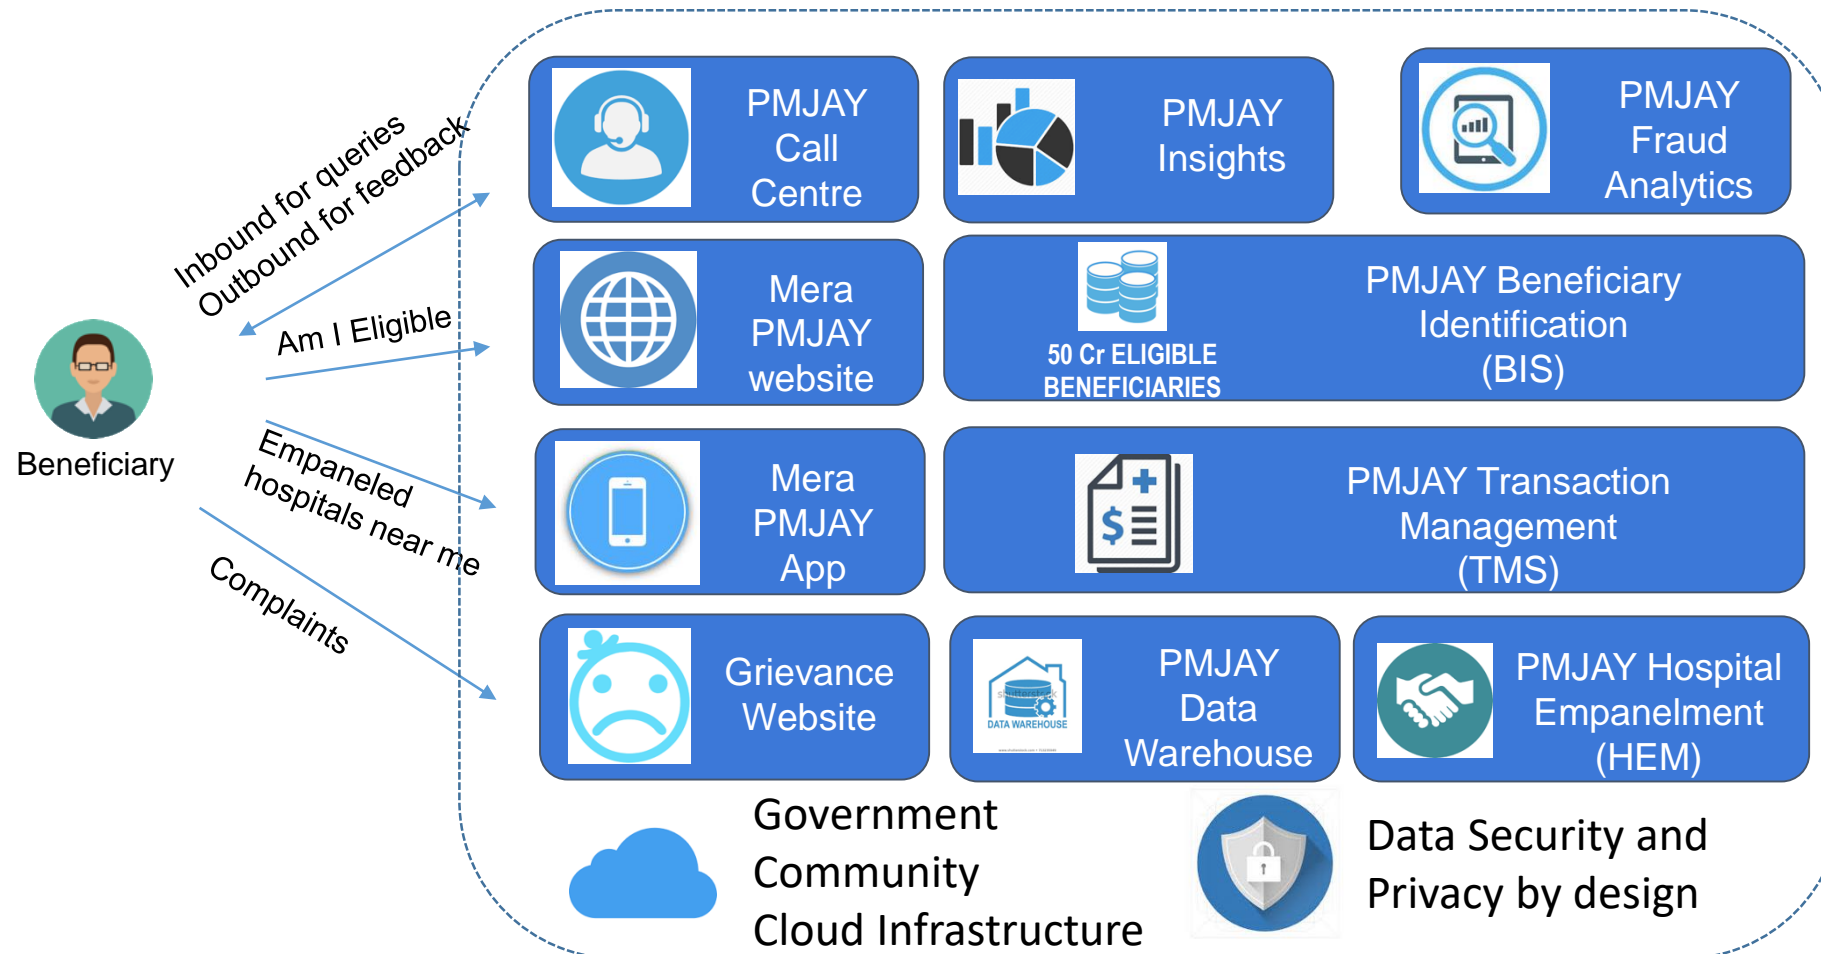 Inbound for queries
Outbound for feedback
Am I Eligible
Empaneled
hospitals near me
Complaints
Beneficiary
PMJAY
Call
Centre
PMJAY
Insights
PMJAY
Fraud
Analytics
Mera
PMJAY
website
50 Cr ELIGIBLE
BENEFICIARIES
PMJAY Beneficiary
Identification
(BIS)
Mera
PMJAY
App
$
PMJAY Transaction
Management
(TMS)
Grievance
Website
shutterstock
DATA WAREHOUSE
PMJAY
Data
Warehouse
PMJAY Hospital
Empanelment
(HEM)
Government
Community
Cloud Infrastructure
Data Security and
Privacy by design